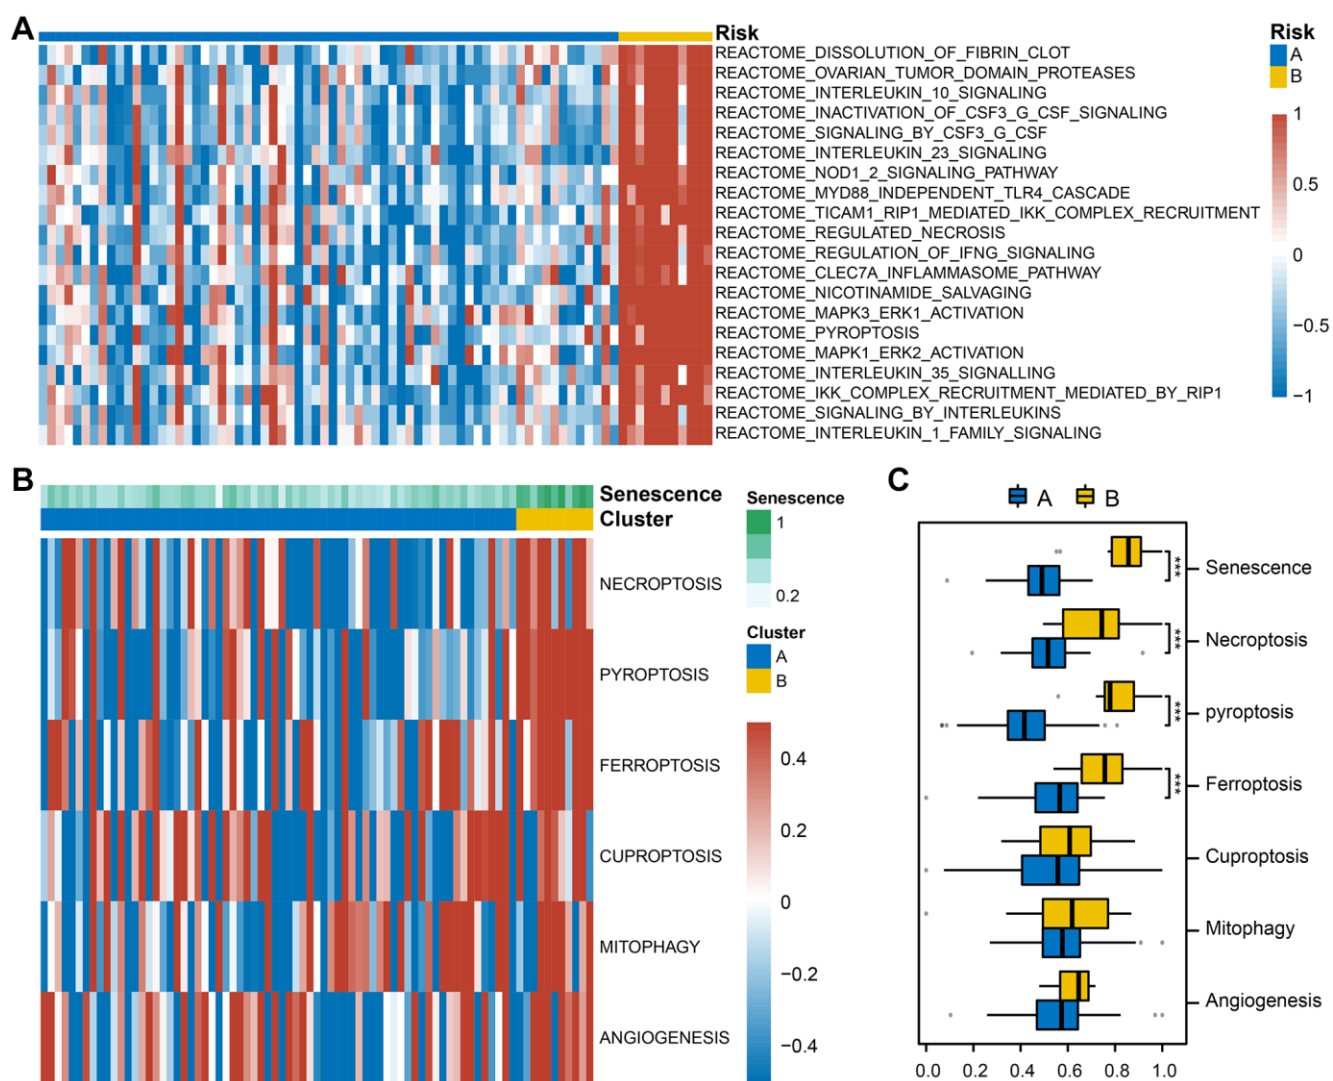 A
Risk
REACTOME_DISSOLUTION_OF_FIBRIN_CLOT
REACTOME_OVARIAN_TUMOR_DOMAIN_PROTEASES
REACTOME_INTERLEUKIN_10_SIGNALING
REACTOME_INACTIVATION_OF_CSF3_G_CSF_SIGNALING
REACTOME_SIGNALING_BY_CSF3_G_CSF
REACTOME_INTERLEUKIN_23_SIGNALING
REACTOME_NOD1_2_SIGNALING_PATHWAY
REACTOME_MYD88_INDEPENDENT_TLR4_CASCADE
REACTOME_TICAM1_RIP1_MEDIATED_IKK_COMPLEX_RECRUITMENT
REACTOME_REGULATED_NECROSIS
REACTOME_REGULATION_OF_IFNG_SIGNALING
REACTOME_CLEC7A_INFLAMMASOME_PATHWAY
REACTOME_NICOTINAMIDE_SALVAGING
REACTOME_MAPK3_ERK1_ACTIVATION
REACTOME_PYROPTOSIS
REACTOME_MAPK1_ERK2_ACTIVATION
REACTOME_INTERLEUKIN_35_SIGNALLING
REACTOME_IKK_COMPLEX_RECRUITMENT_MEDIATED_BY_RIP1
REACTOME_SIGNALING_BY_INTERLEUKINS
REACTOME_INTERLEUKIN_1_FAMILY_SIGNALING
Risk
A
B
1
0.5
0
−0.5
−1
B
Senescence
Cluster
NECROPTOSIS
PYROPTOSIS
FERROPTOSIS
CUPROPTOSIS
MITOPHAGY
ANGIOGENESIS
Senescence
1
0.2
Cluster
A
B
0.4
0.2
0
−0.2
−0.4
C
A B
*** Senescence
*** Necroptosis
*** pyroptosis
*** Ferroptosis
Cuproptosis
Mitophagy
Angiogenesis
0.0 0.2 0.4 0.6 0.8 1.0